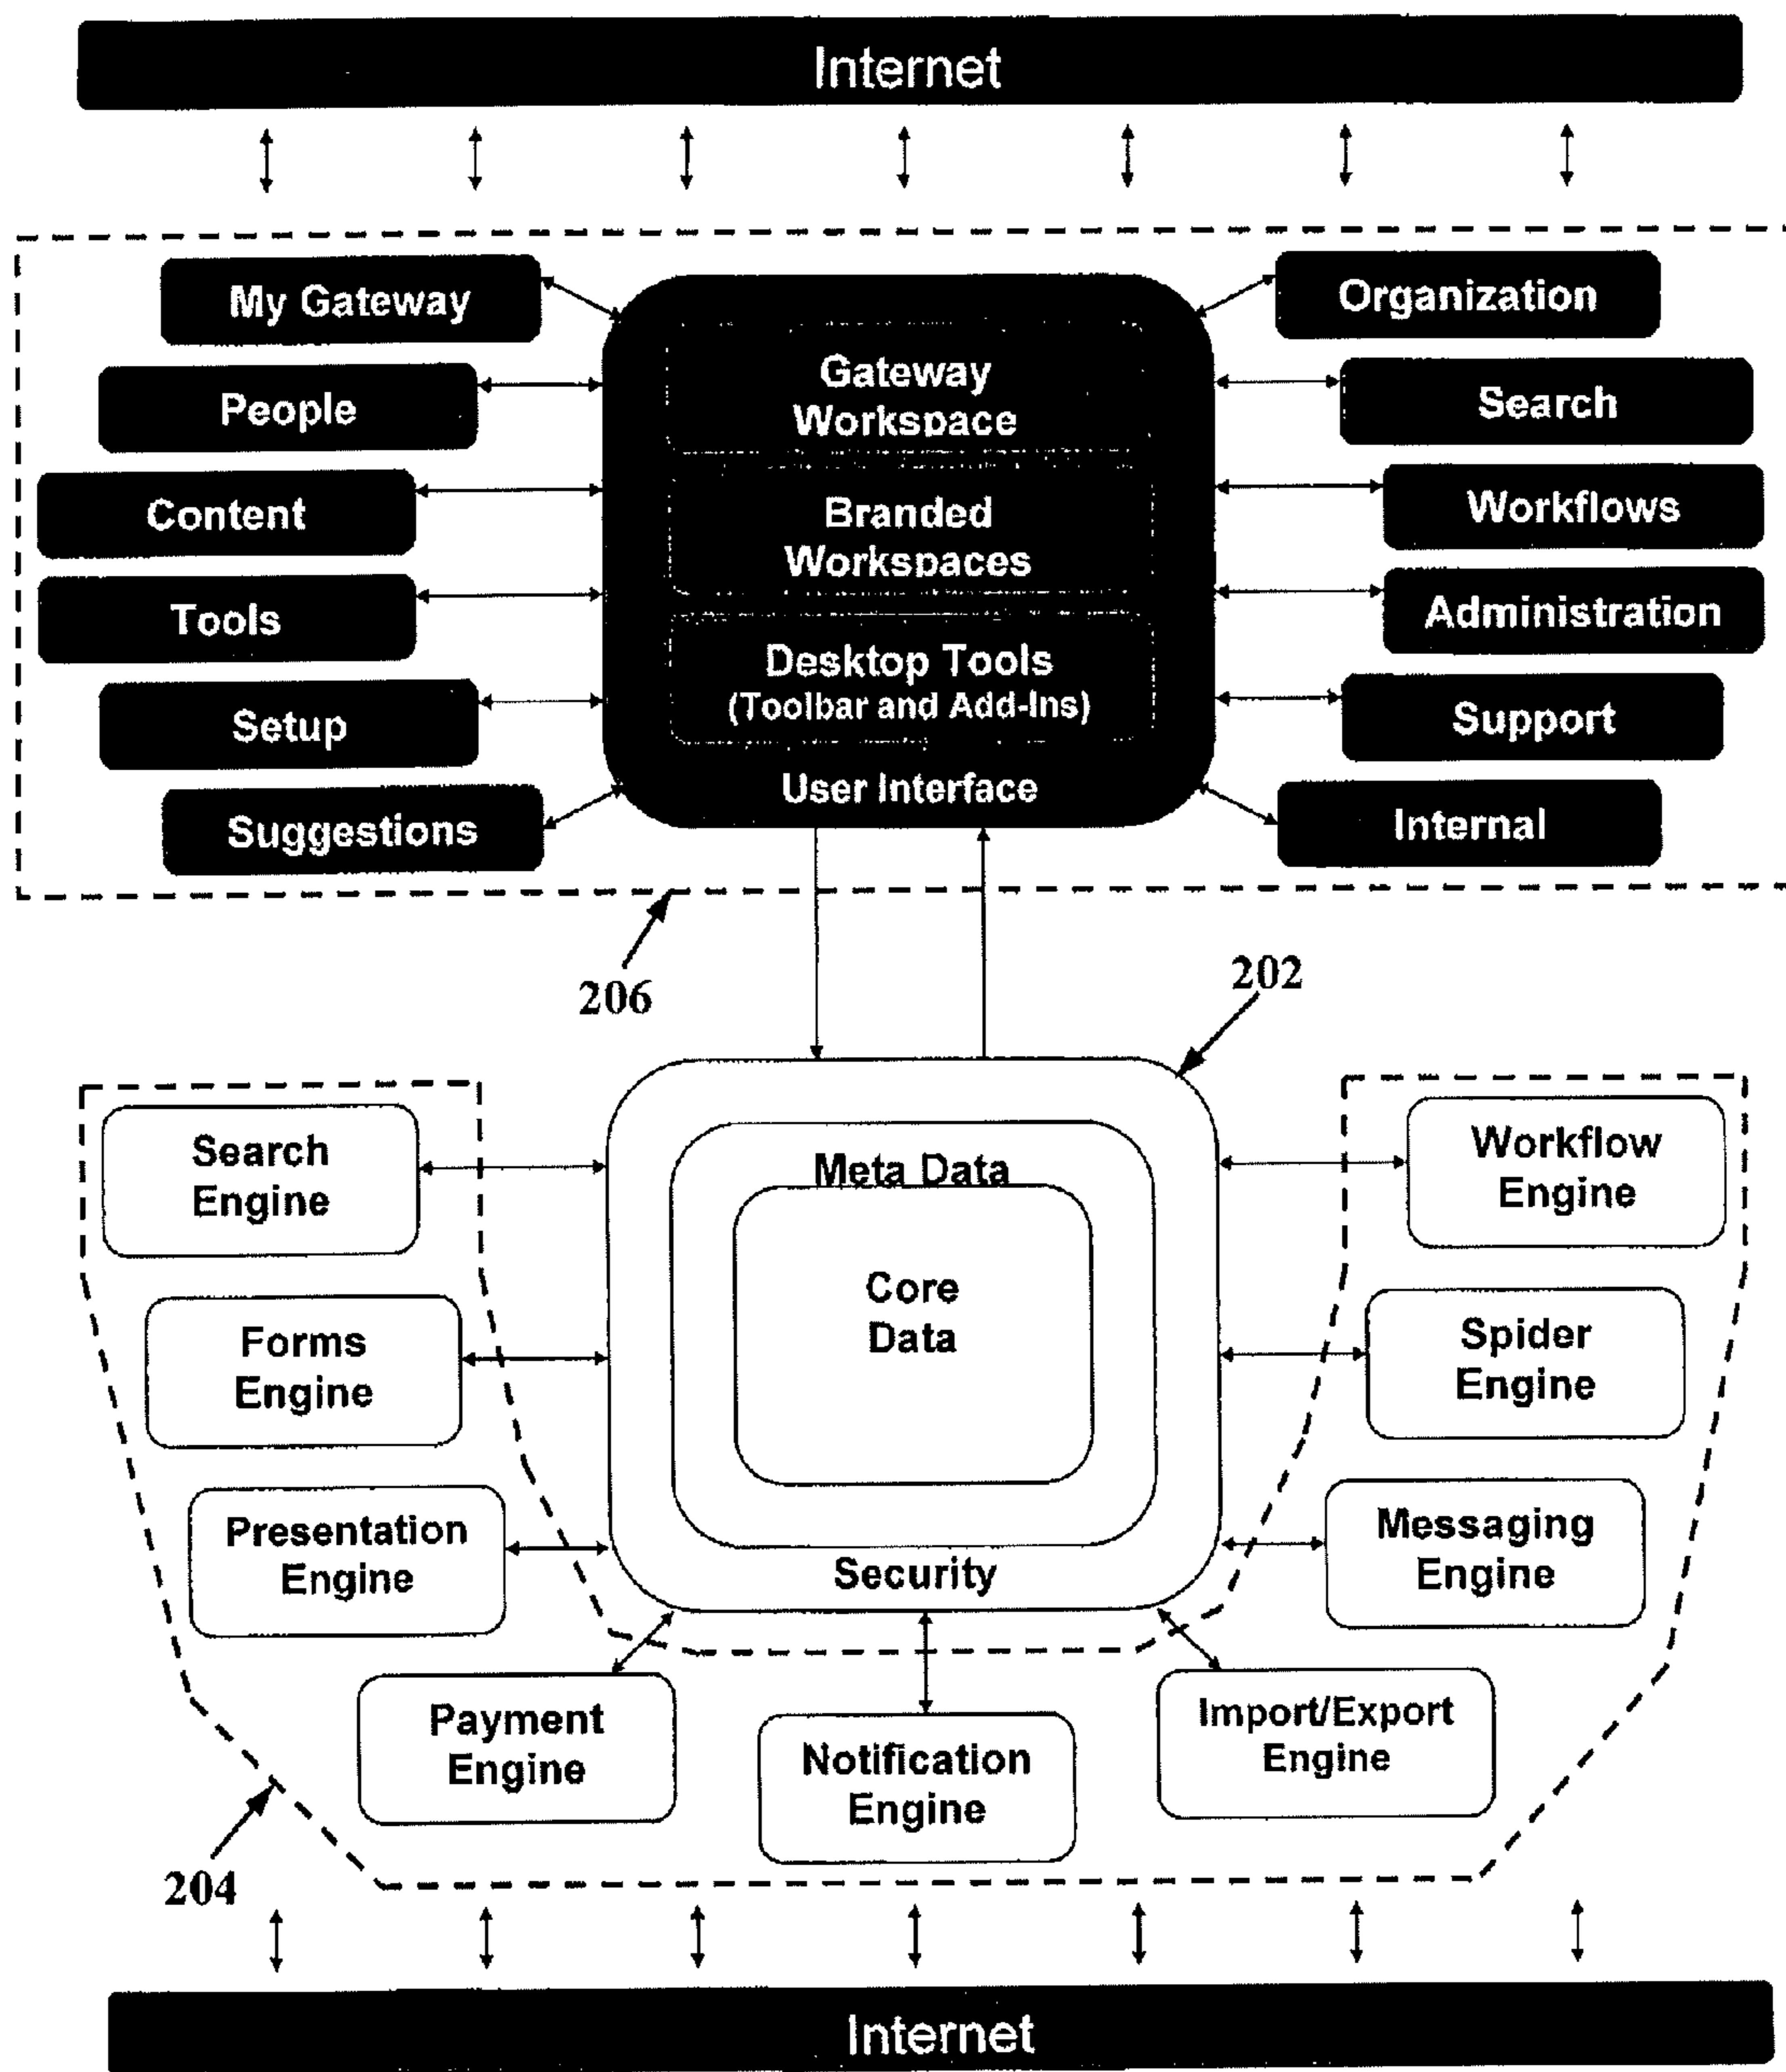 Internet
My Gateway
People
Content
Tools
Setup
Suggestions
Gateway
Workspace
Branded
Workspaces
Desktop Tools
(Toolbar and Add-Ins)
User Interface
Organization
Search
Workflows
Administration
Support
Internal
206
202
Search
Engine
Forms
Engine
Presentation
Engine
Meta Data
Core
Data
Security
Workflow
Engine
Spider
Engine
Messaging
Engine
Payment
Engine
Notification
Engine
Import/Export
Engine
204
Internet